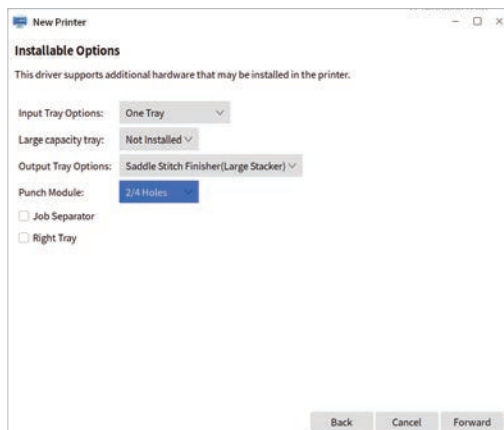 New Printer
Installable Options
This driver supports additional hardware that may be installed in the printer.
Input Tray Options: One Tray
Large capacity tray: Not Installed
Output Tray Options: Saddle Stitch Finisher(Large Stacker)
Punch Module: 2/4 Holes
Job Separator
Right Tray
Back Cancel Forward